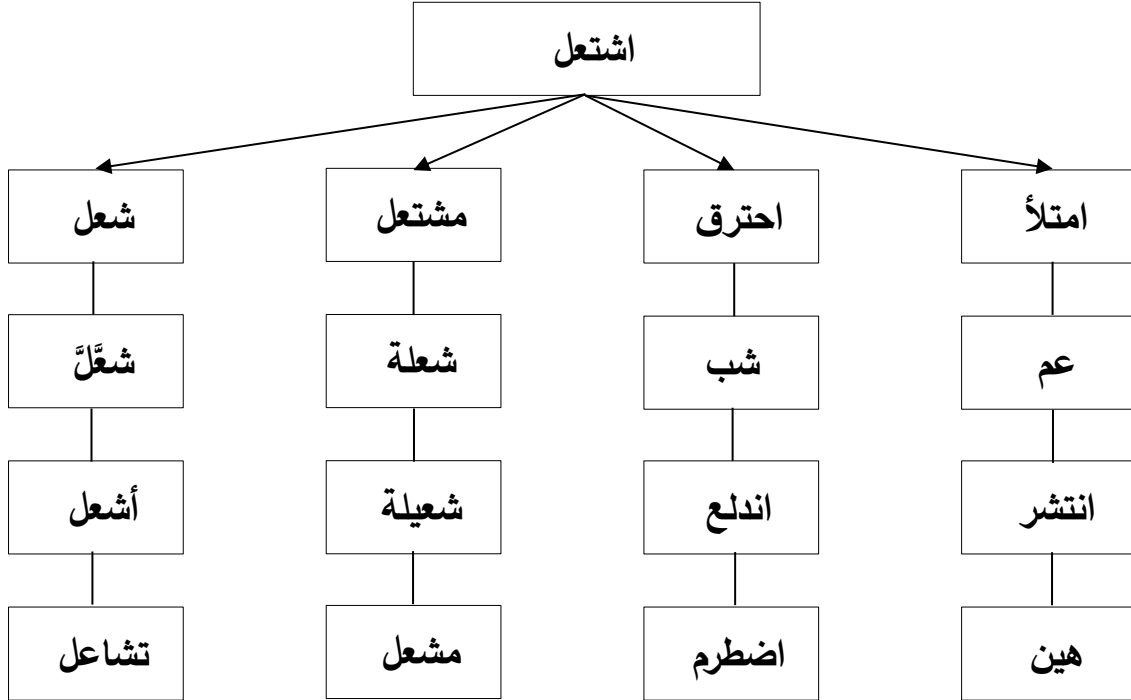 اشتعل
امتلأ
احترق
مشتعل
شعل
عم
شب
شعلة
شعَّلَّ
انتشر
اندلع
شعيلة
أشعل
هين
اضطرم
مشعل
تشاعل